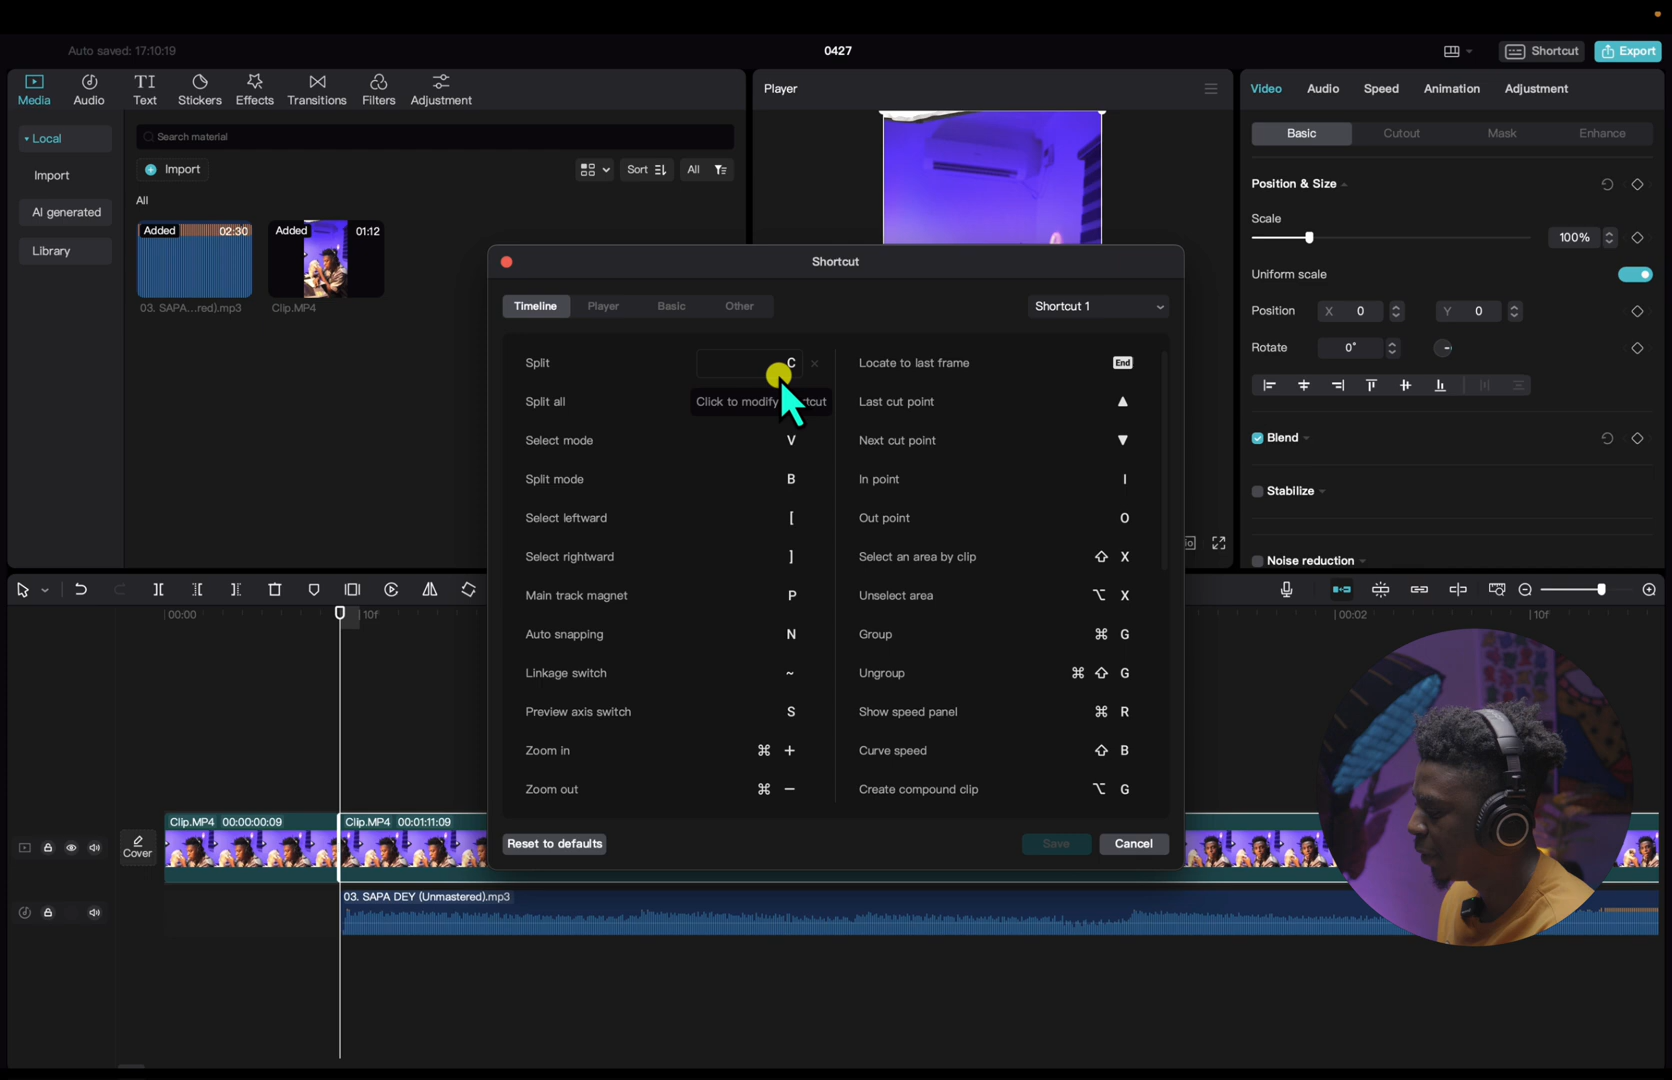 Auto saved: 17:10:19
0427
Shortcut
Export
Media
Audio
Text
Stickers
Effects
Transitions
Filters
Adjustment
Player
Video
Audio
Speed
Animation
Adjustment
Local
Import
AI generated
Library
Search material
Import
Sort
All
All
Added 02:30
03. SAPA...red).mp3
Added 01:12
Clip.MP4
Basic
Cutout
Mask
Enhance
Position & Size
Scale
100%
Uniform scale
Position X 0 Y 0
Rotate 0°
Blend
Stabilize
Noise reduction
Shortcut
Timeline
Player
Basic
Other
Shortcut 1
Split C
Split all
Click to modify
Select mode V
Split mode B
Select leftward [
Select rightward ]
Main track magnet P
Auto snapping N
Linkage switch ~
Preview axis switch S
Zoom in ⌘ +
Zoom out ⌘ −
Locate to last frame End
Last cut point ▲
Next cut point ▼
In point I
Out point O
Select an area by clip ⇧ X
Unselect area ⌥ X
Group ⌘ G
Ungroup ⌘ ⇧ G
Show speed panel ⌘ R
Curve speed ⇧ B
Create compound clip ⌥ G
Reset to defaults
Save
Cancel
00:00
10f
00:02
10f
Cover
Clip.MP4 00:00:00:09
Clip.MP4 00:01:11:09
03. SAPA DEY (Unmastered).mp3